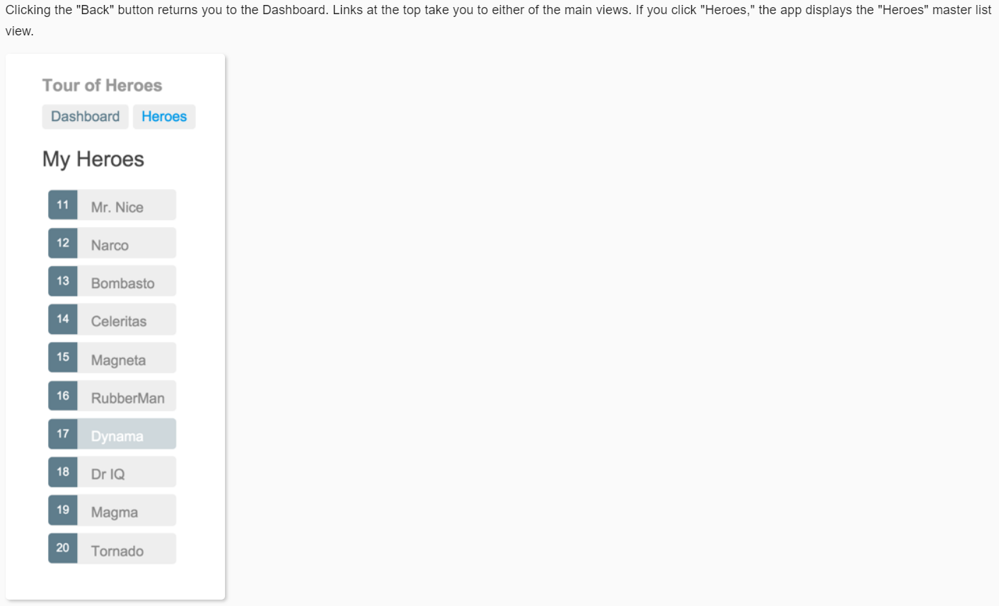 Clicking the "Back" button returns you to the Dashboard. Links at the top take you to either of the main views. If you click "Heroes," the app displays the "Heroes" master list
view.
Tour of Heroes
Dashboard Heroes
My Heroes
11 Mr. Nice
12 Narco
13 Bombasto
14 Celeritas
15 Magneta
16 RubberMan
17 Dynama
18 Dr IQ
19 Magma
20 Tornado